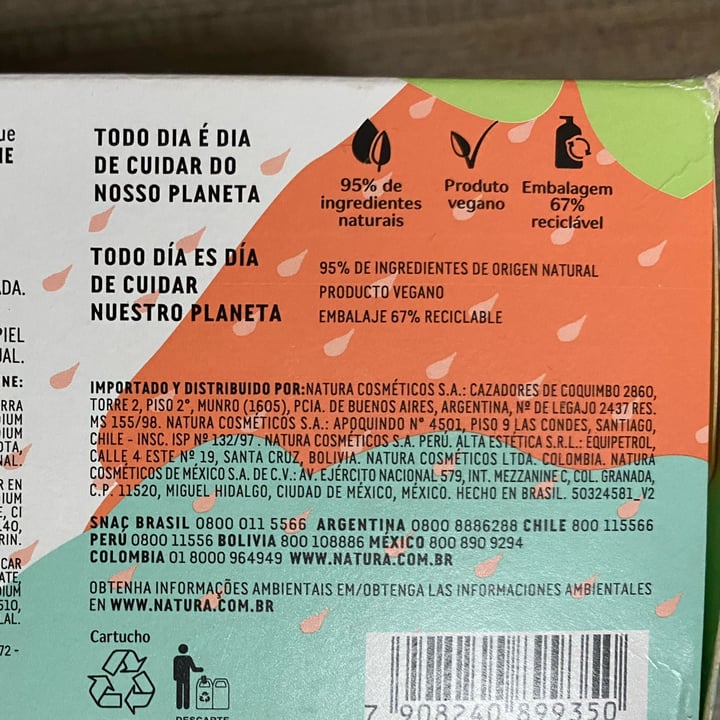 TODO DIA É DIA
DE CUIDAR DO
NOSSO PLANETA
95% de
ingredientes
naturais
Produto
vegano
Embalagem
67%
reciclável
TODO DÍA ES DÍA
DE CUIDAR
NUESTRO PLANETA
95% DE INGREDIENTES DE ORIGEN NATURAL
PRODUCTO VEGANO
EMBALAJE 67% RECICLABLE
PIEL
IMPORTADO Y DISTRIBUIDO POR:NATURA COSMÉTICOS S.A.: CAZADORES DE COQUIMBO 2860,
TORRE 2, PISO 2°, MUNRO (1605), PCIA. DE BUENOS AIRES, ARGENTINA, Nº DE LEGAJO 2437 RES.
MS 155/98. NATURA COSMÉTICOS S.A.: APOQUINDO Nº 4501, PISO 9 LAS CONDES, SANTIAGO,
CHILE - INSC. ISP Nº 132/97 - NATURA COSMÉTICOS S.A. PERÚ. ALTA ESTÉTICA S.R.L.: EQUIPETROL,
CALLE 4 ESTE Nº 19, SANTA CRUZ, BOLIVIA. NATURA COSMÉTICOS LTDA. COLOMBIA. NATURA
COSMÉTICOS DE MÉXICO S.A. DE C.V.: AV. EJÉRCITO NACIONAL 579, INT. MEZZANINE C, COL. GRANADA,
C.P. 11520, MIGUEL HIDALGO, CIUDAD DE MÉXICO, MÉXICO. HECHO EN BRASIL. 50324581_V2
SNAC BRASIL 0800 011 5566 ARGENTINA 0800 8886288 CHILE 800 115566
PERÚ 0800 11556 BOLIVIA 800 108886 MÉXICO 800 890 9294
COLOMBIA 01 8000 964949 WWW.NATURA.COM.BR
OBTENHA INFORMAÇÕES AMBIENTAIS EM/OBTENGA LAS INFORMACIONES AMBIENTALES
EN WWW.NATURA.COM.BR
Cartucho
DESCARTE
7 908240 899350